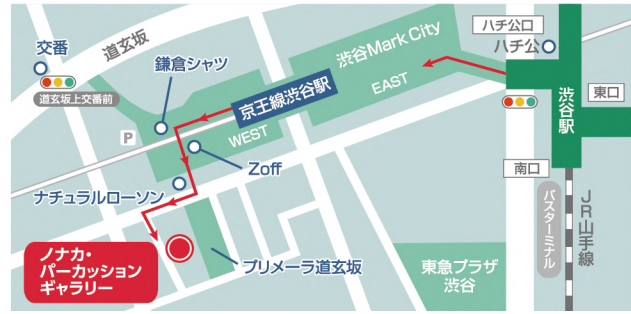 交番
道玄坂
道玄坂上交番前
鎌倉シャツ
渋谷Mark City
EAST
ハチ公口
ハチ公
渋谷駅
東口
南口
京王線渋谷駅
WEST
P
Zoff
ナチュラルローソン
ノナカ・
パーカッション
ギャラリー
プリメーラ道玄坂
東急プラザ
渋谷
バスターミナル
JR山手線